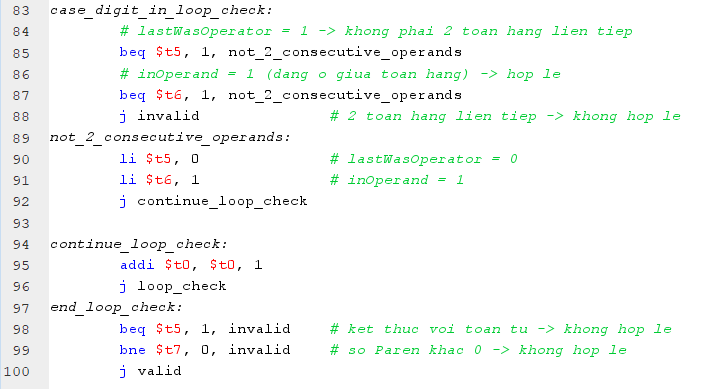 83 case_digit_in_loop_check:
84 # lastWasOperator = 1 -> khong phai 2 toan hang lien tiep
85 beq $t5, 1, not_2_consecutive_operands
86 # inOperand = 1 (dang o giua toan hang) -> hop le
87 beq $t6, 1, not_2_consecutive_operands
88 j invalid # 2 toan hang lien tiep -> khong hop le
89 not_2_consecutive_operands:
90 li $t5, 0 # lastWasOperator = 0
91 li $t6, 1 # inOperand = 1
92 j continue_loop_check
93
94 continue_loop_check:
95 addi $t0, $t0, 1
96 j loop_check
97 end_loop_check:
98 beq $t5, 1, invalid # ket thuc voi toan tu -> khong hop le
99 bne $t7, 0, invalid # so Paren khac 0 -> khong hop le
100 j valid